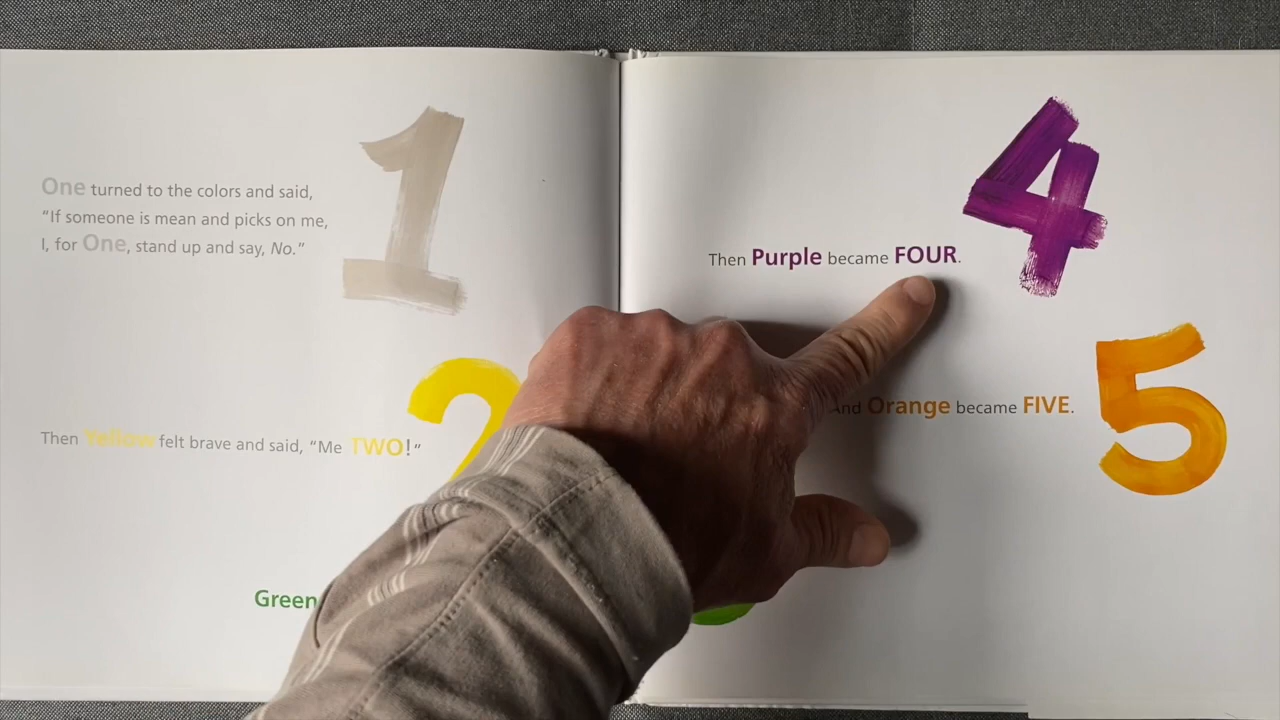 1
One turned to the colors and said,
“If someone is mean and picks on me,
I, for One, stand up and say, No.”
2
Then Yellow felt brave and said, “Me TWO!”
Green
4
Then Purple became FOUR.
5
And Orange became FIVE.